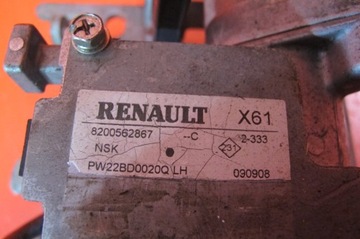 RENAULT X61
8200562867 --C 2-333
NSK 231
PW22BD0020Q LH 090908